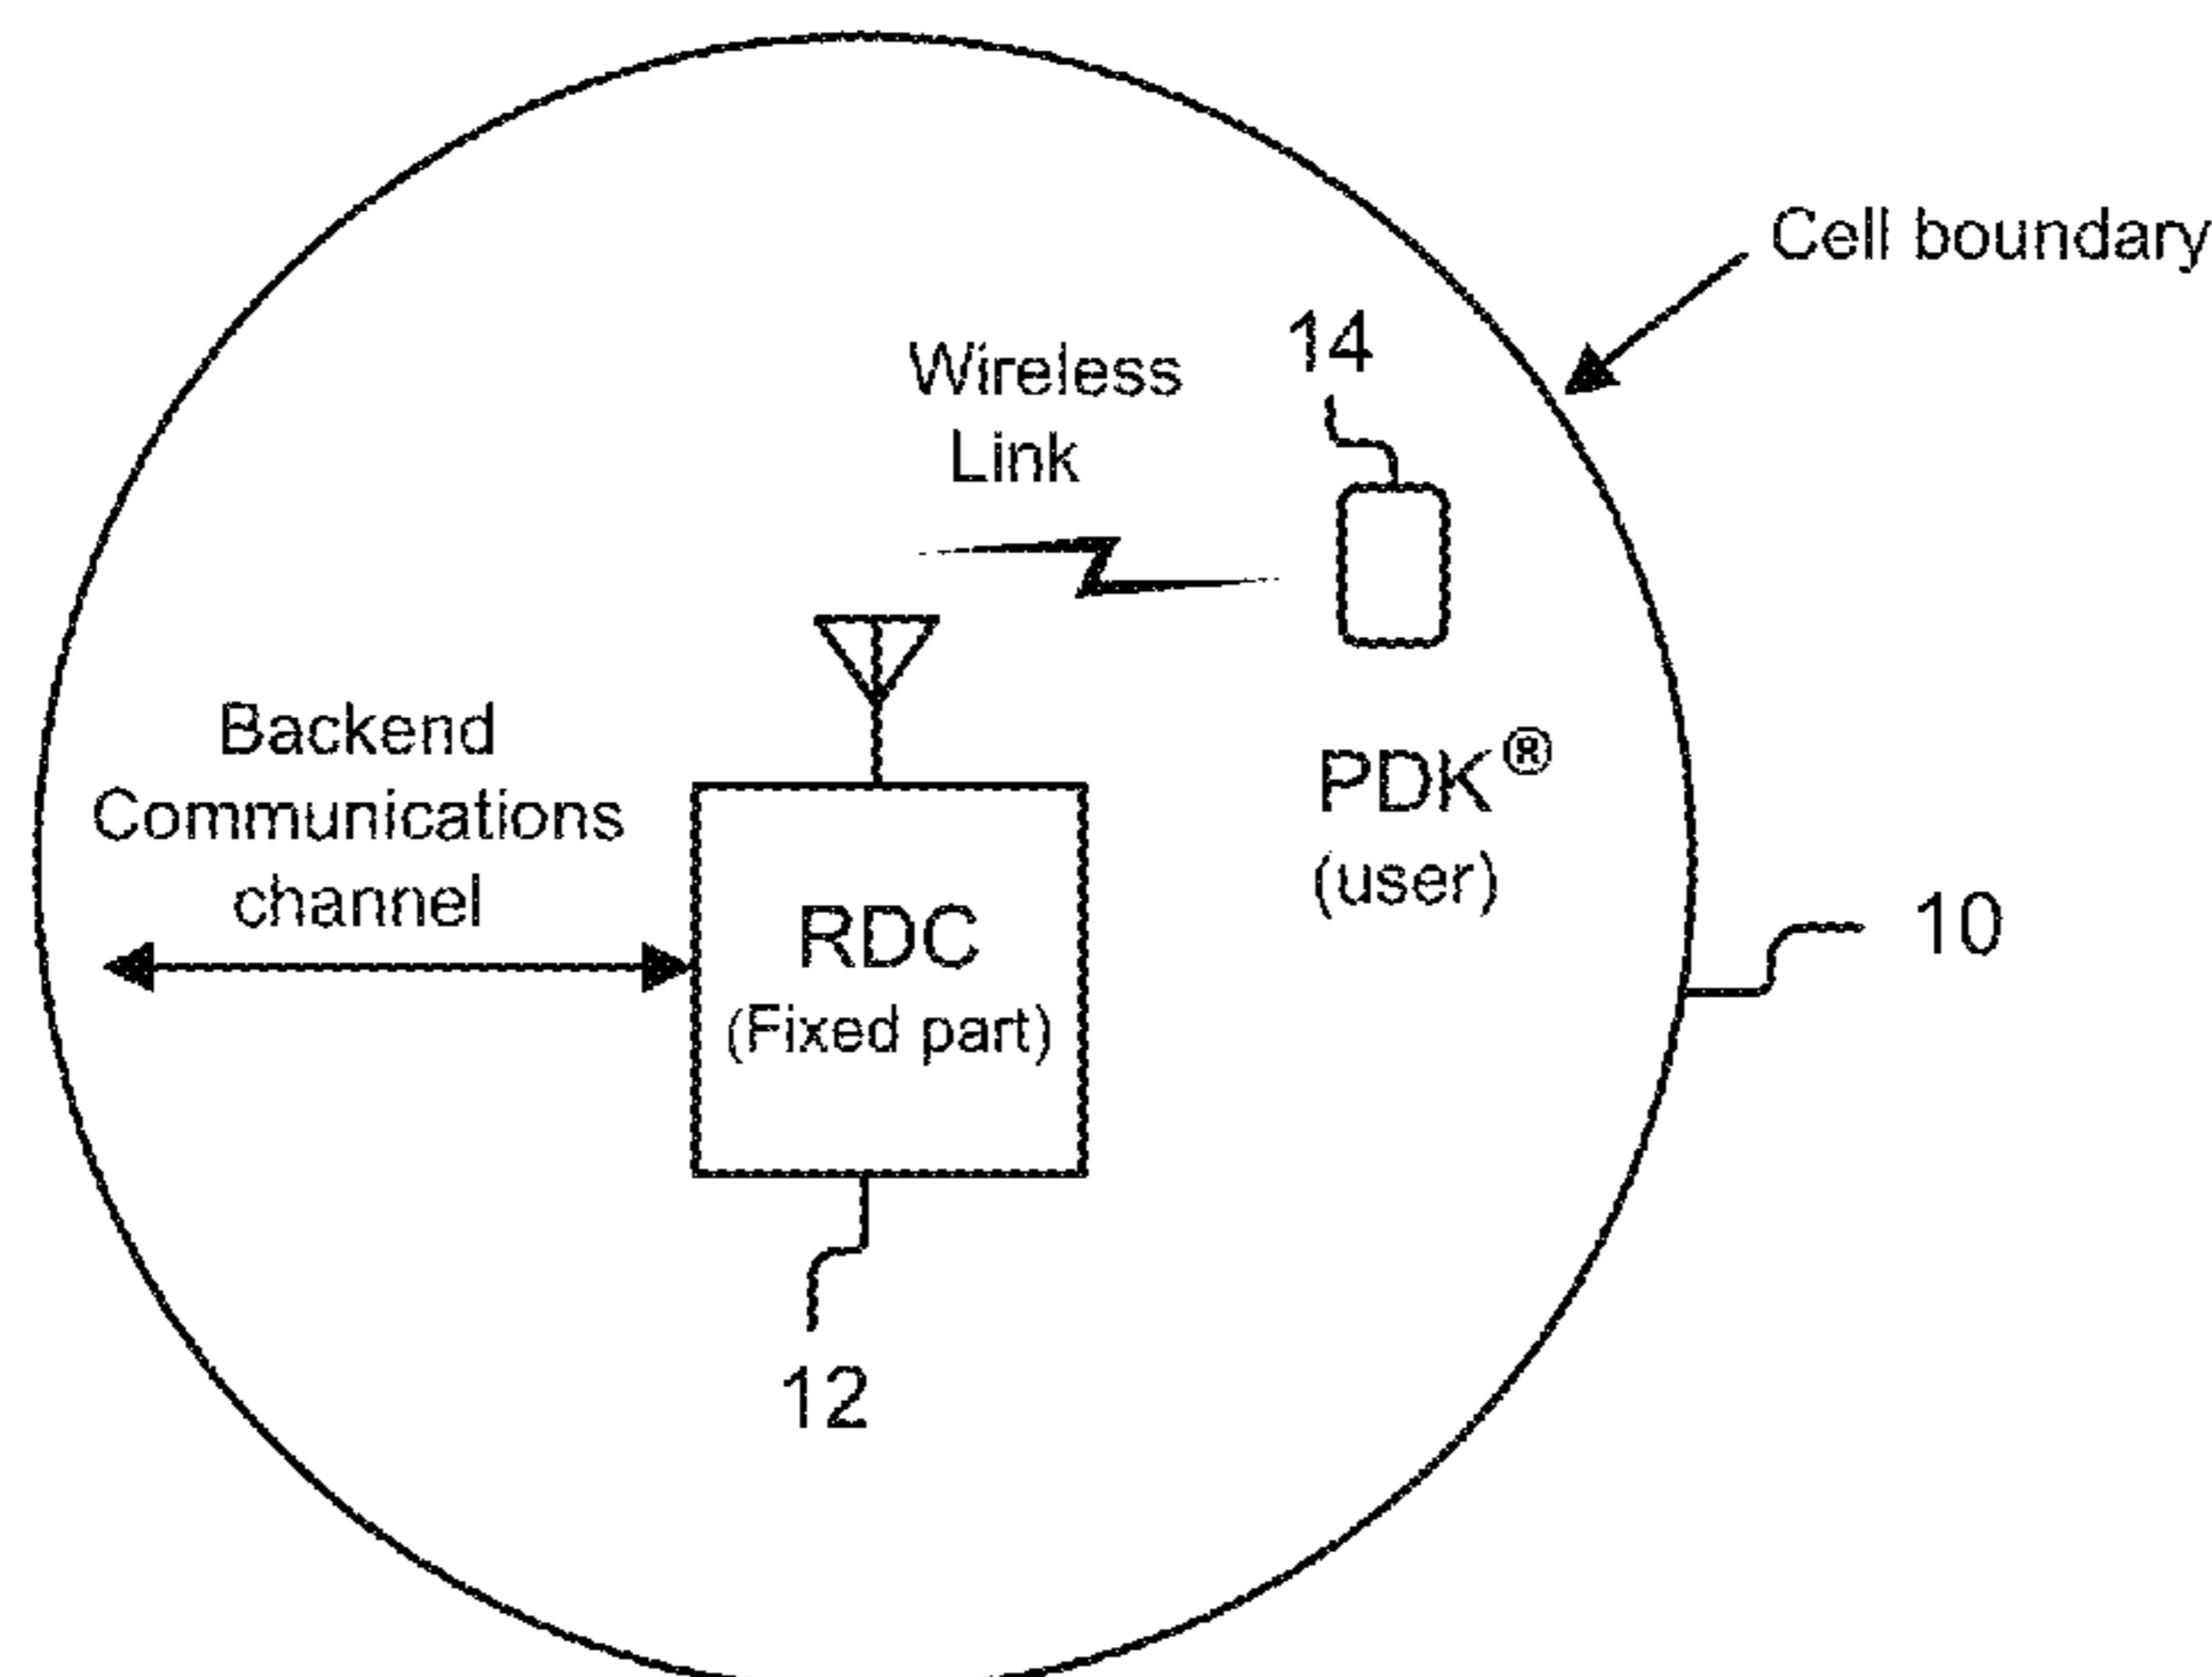 Cell boundary
14
Wireless
Link
PDK®
(user)
Backend
Communications
channel
RDC
(Fixed part)
10
12